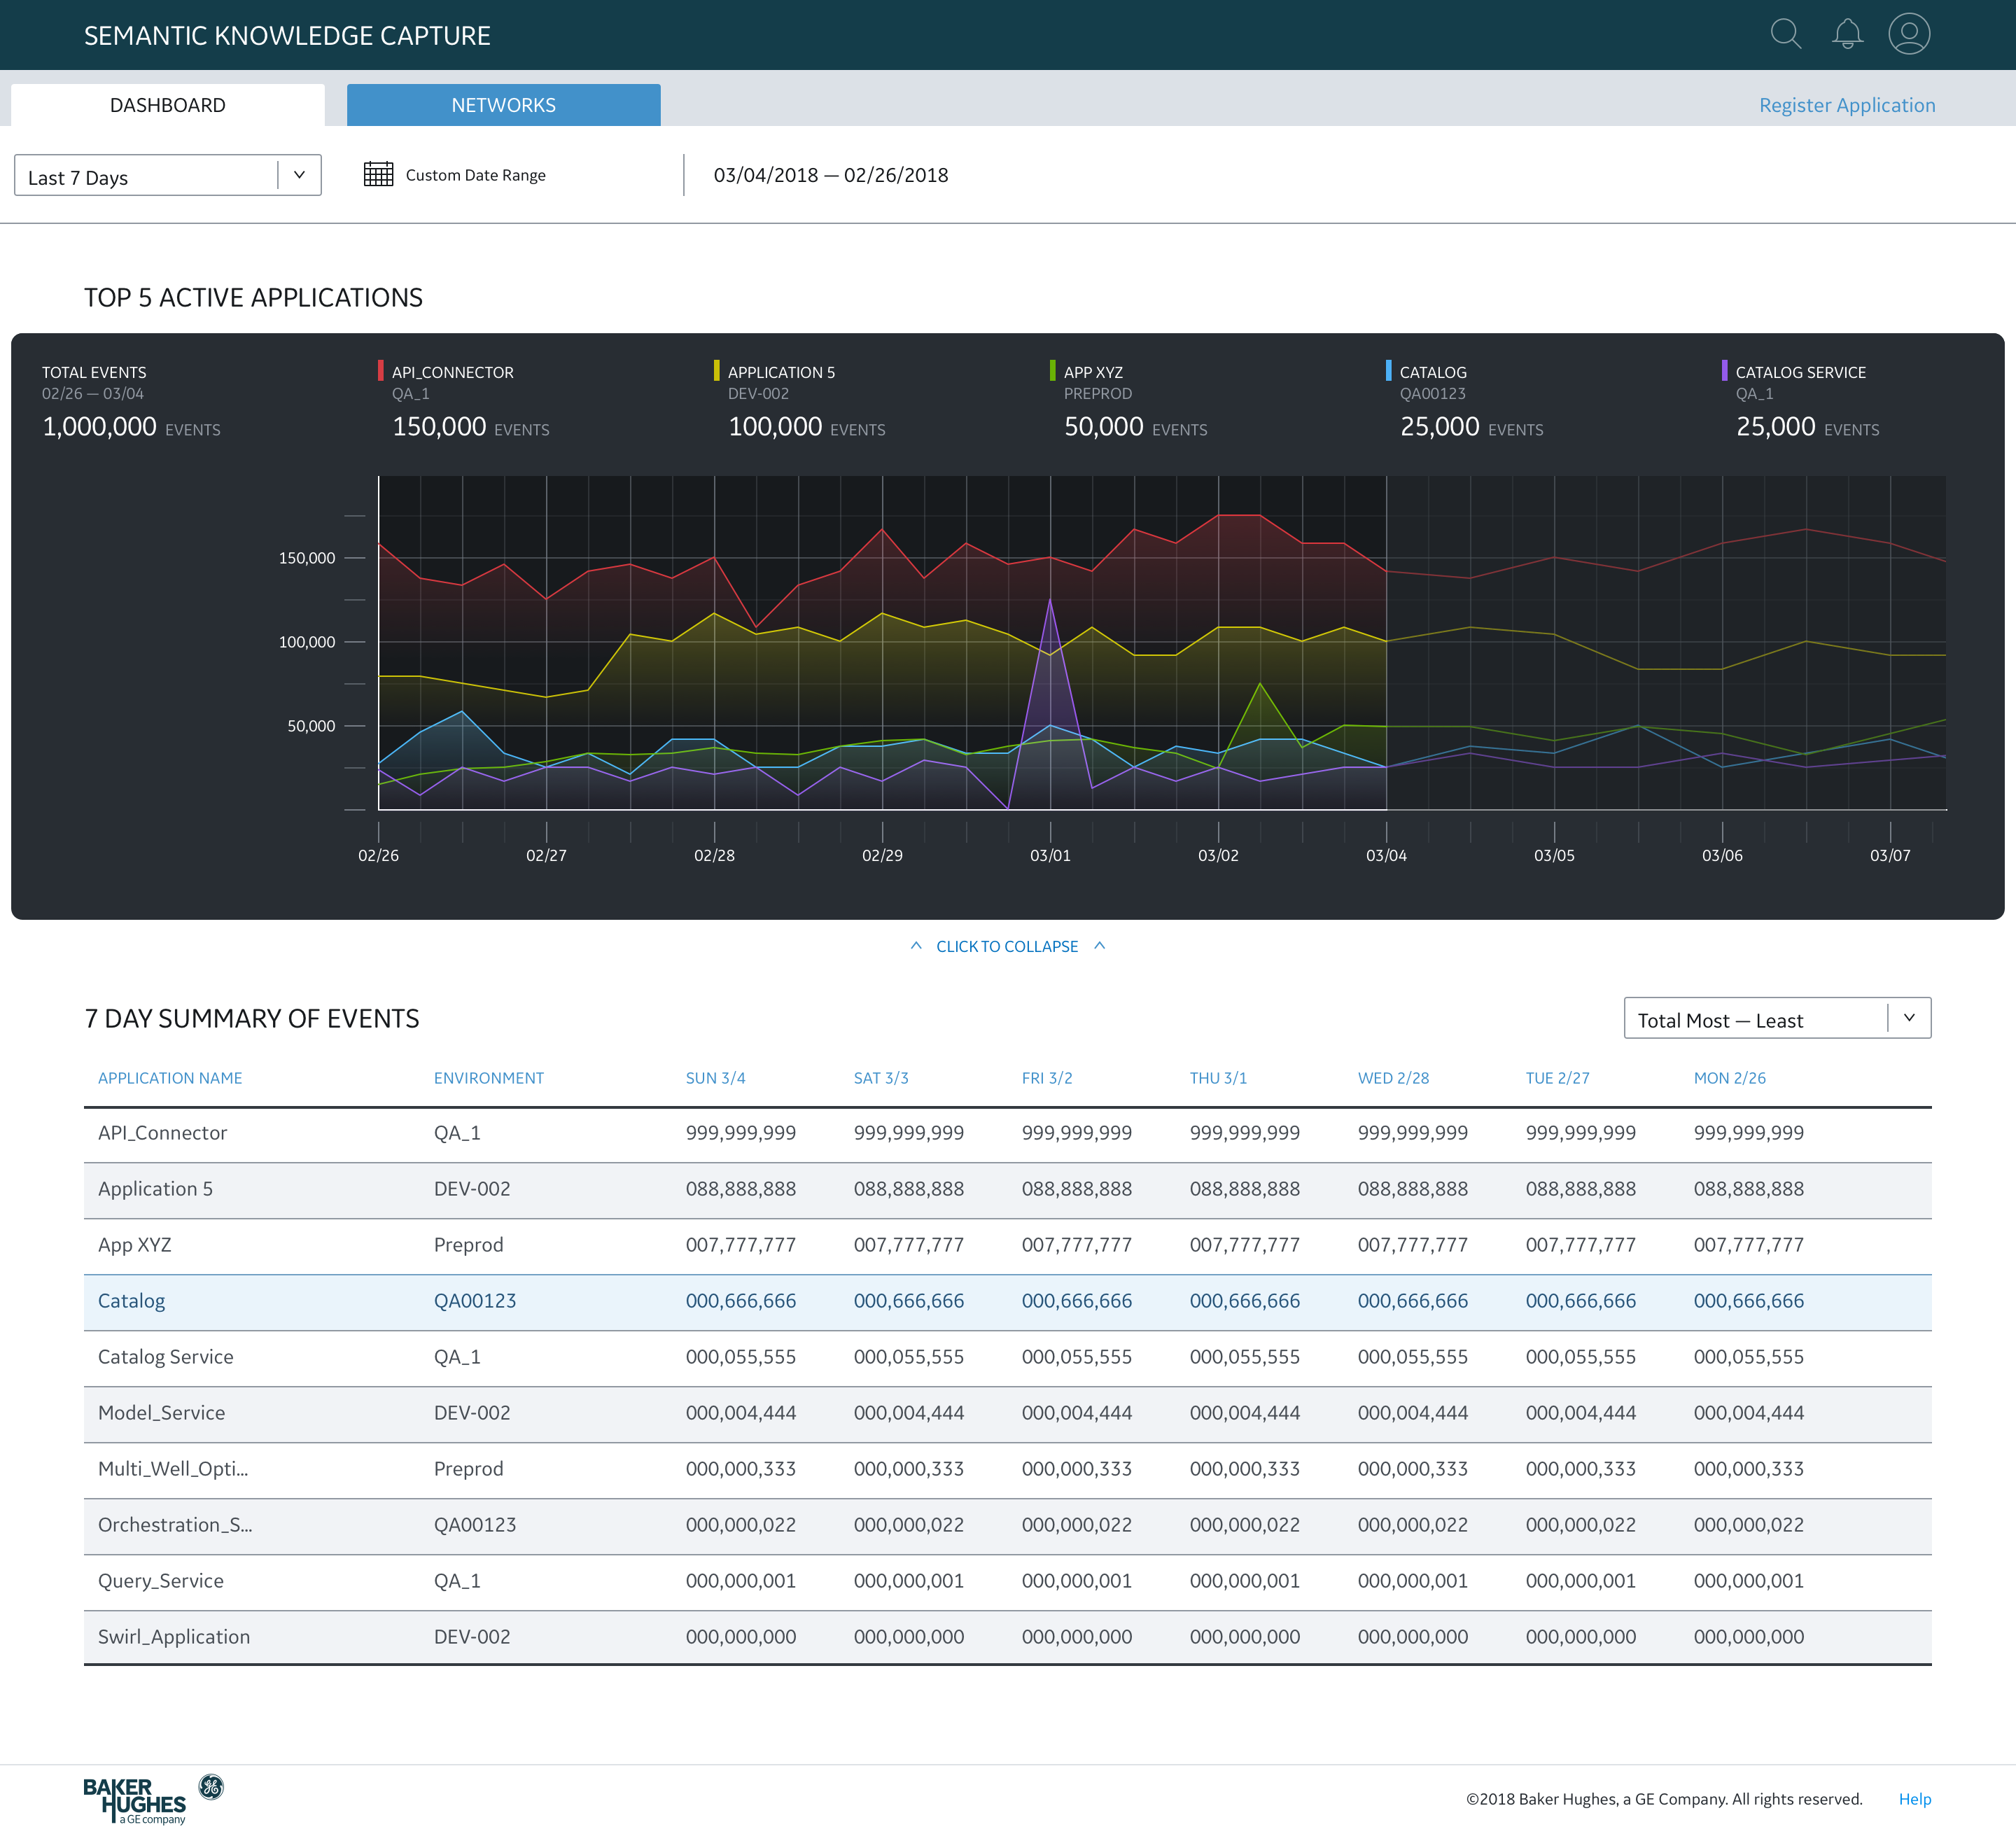 SEMANTIC KNOWLEDGE CAPTURE
DASHBOARD NETWORKS Register Application
Last 7 Days Custom Date Range 03/04/2018 — 02/26/2018
TOP 5 ACTIVE APPLICATIONS
TOTAL EVENTS API_CONNECTOR APPLICATION 5 APP XYZ CATALOG CATALOG SERVICE
02/26 — 03/04 QA_1 DEV-002 PREPROD QA00123 QA_1
1,000,000 EVENTS 150,000 EVENTS 100,000 EVENTS 50,000 EVENTS 25,000 EVENTS 25,000 EVENTS
150,000
100,000
50,000
02/26 02/27 02/28 02/29 03/01 03/02 03/04 03/05 03/06 03/07
CLICK TO COLLAPSE
7 DAY SUMMARY OF EVENTS Total Most — Least
APPLICATION NAME ENVIRONMENT SUN 3/4 SAT 3/3 FRI 3/2 THU 3/1 WED 2/28 TUE 2/27 MON 2/26
API_Connector QA_1 999,999,999 999,999,999 999,999,999 999,999,999 999,999,999 999,999,999 999,999,999
Application 5 DEV-002 088,888,888 088,888,888 088,888,888 088,888,888 088,888,888 088,888,888 088,888,888
App XYZ Preprod 007,777,777 007,777,777 007,777,777 007,777,777 007,777,777 007,777,777 007,777,777
Catalog QA00123 000,666,666 000,666,666 000,666,666 000,666,666 000,666,666 000,666,666 000,666,666
Catalog Service QA_1 000,055,555 000,055,555 000,055,555 000,055,555 000,055,555 000,055,555 000,055,555
Model_Service DEV-002 000,004,444 000,004,444 000,004,444 000,004,444 000,004,444 000,004,444 000,004,444
Multi_Well_Opti... Preprod 000,000,333 000,000,333 000,000,333 000,000,333 000,000,333 000,000,333 000,000,333
Orchestration_S... QA00123 000,000,022 000,000,022 000,000,022 000,000,022 000,000,022 000,000,022 000,000,022
Query_Service QA_1 000,000,001 000,000,001 000,000,001 000,000,001 000,000,001 000,000,001 000,000,001
Swirl_Application DEV-002 000,000,000 000,000,000 000,000,000 000,000,000 000,000,000 000,000,000 000,000,000
BAKER GE
HUGHES
a GE company
©2018 Baker Hughes, a GE Company. All rights reserved. Help